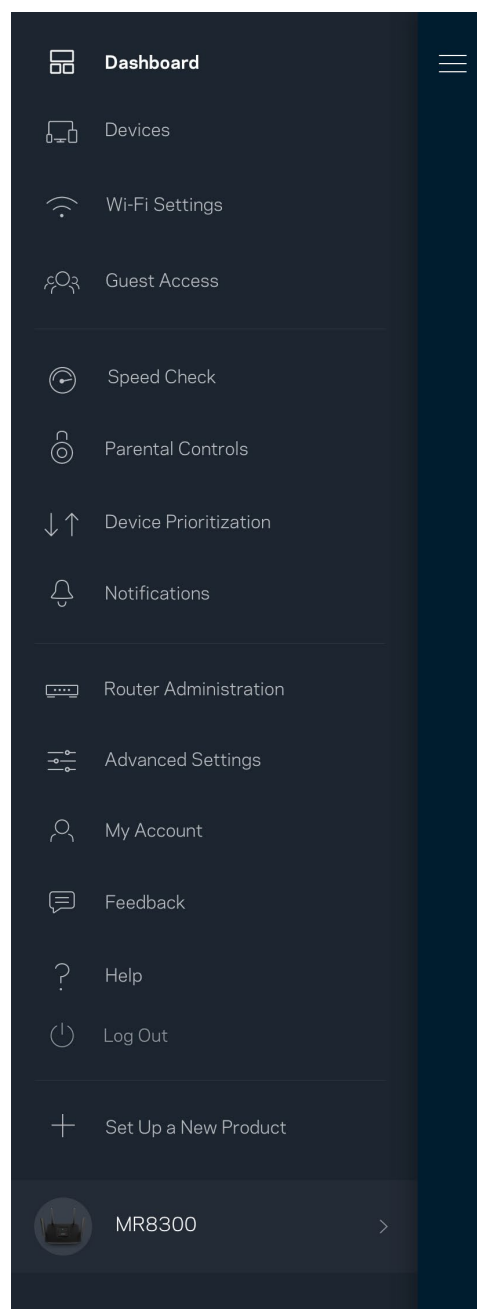 Dashboard
Devices
Wi-Fi Settings
Guest Access
Speed Check
Parental Controls
Device Prioritization
Notifications
Router Administration
Advanced Settings
My Account
Feedback
Help
Log Out
Set Up a New Product
MR8300